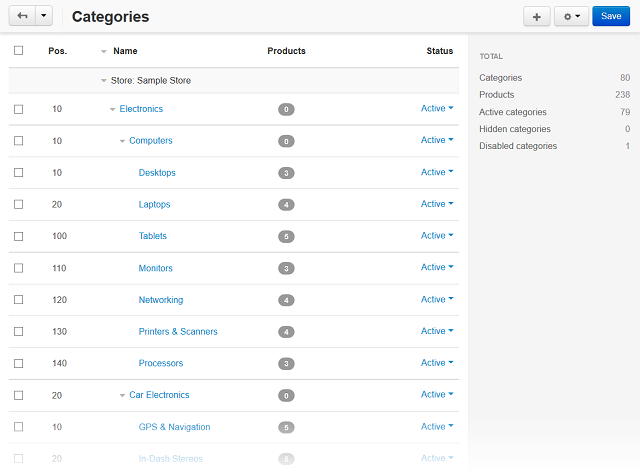 Categories
Save
Pos. Name Products Status
Store: Sample Store
10 Electronics 0 Active
10 Computers 0 Active
10 Desktops 3 Active
20 Laptops 4 Active
100 Tablets 5 Active
110 Monitors 3 Active
120 Networking 4 Active
130 Printers & Scanners 4 Active
140 Processors 3 Active
20 Car Electronics 0 Active
10 GPS & Navigation 5 Active
20 In-Dash Stereos Active
TOTAL
Categories 80
Products 238
Active categories 79
Hidden categories 0
Disabled categories 1